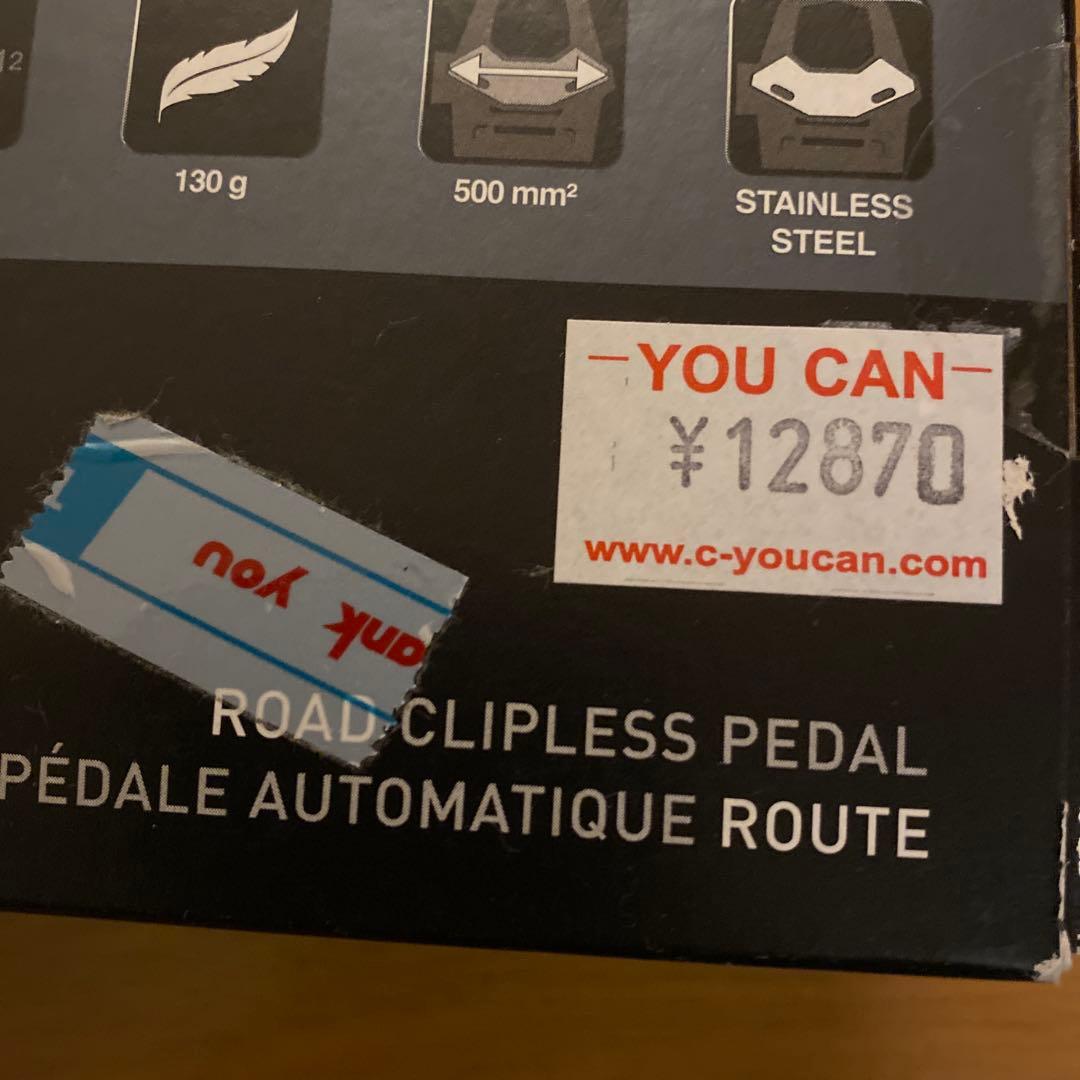 12
130 g
500 mm²
STAINLESS
STEEL
YOU CAN
¥12870
www.c-youcan.com
ank you
ROAD CLIPLESS PEDAL
PÉDALE AUTOMATIQUE ROUTE